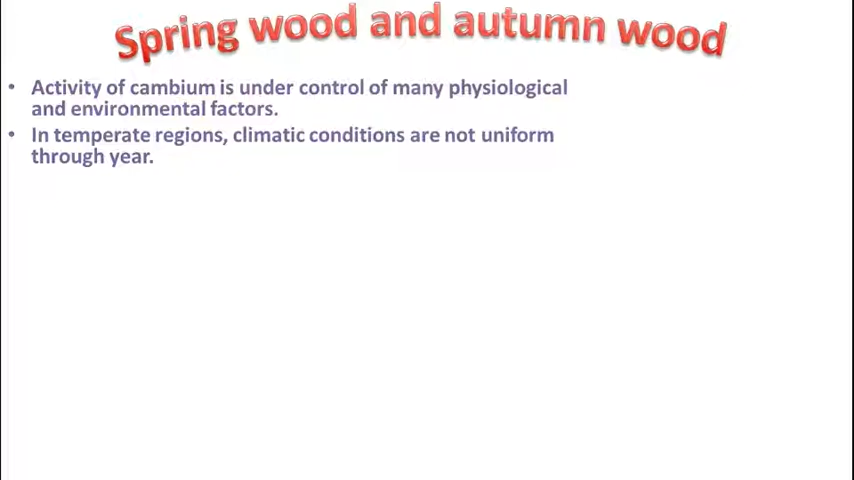 Spring wood and autumn wood
• Activity of cambium is under control of many physiological
and environmental factors.
• In temperate regions, climatic conditions are not uniform
through year.